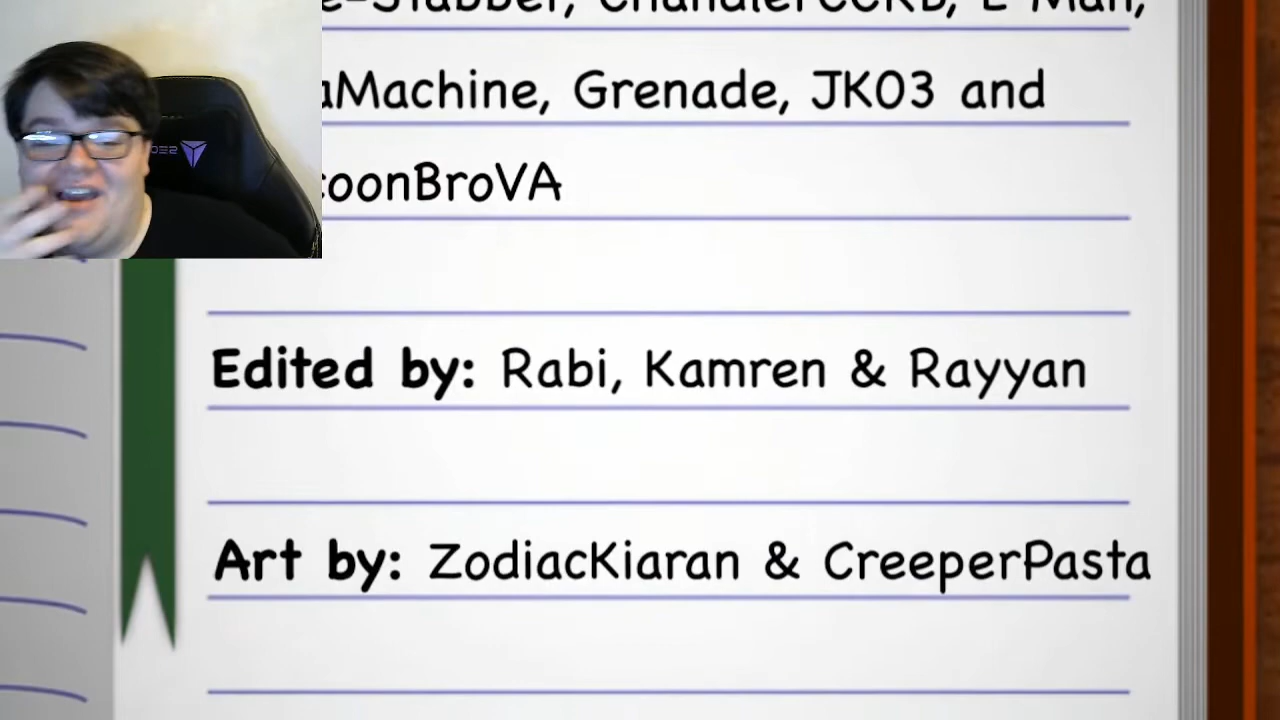 aMachine, Grenade, JK03 and
coonBroVA
Edited by: Rabi, Kamren & Rayyan
Art by: ZodiacKiaran & CreeperPasta